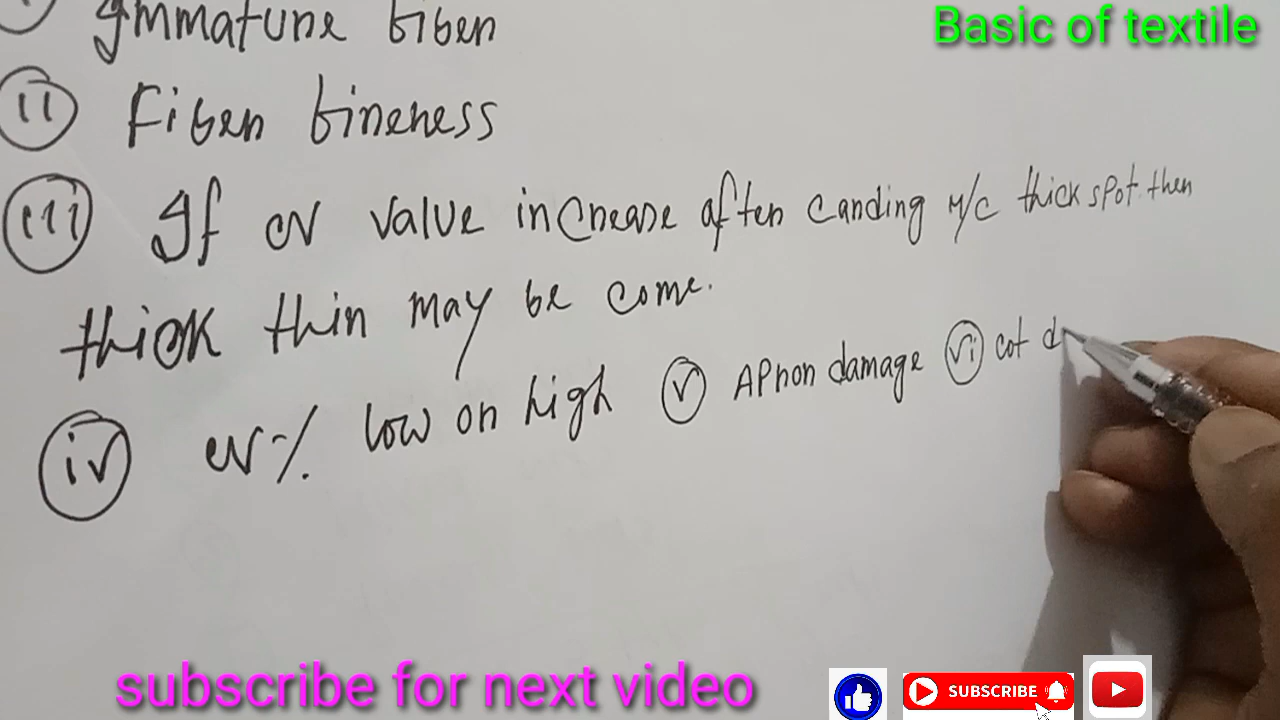 Basic of textile
i Immature fiber
ii Fiber fineness
iii If cv value increase after carding m/c thick spot. then
thick thin may be come.
iv cv% low or high v Apron damage vi cot d
subscribe for next video
SUBSCRIBE